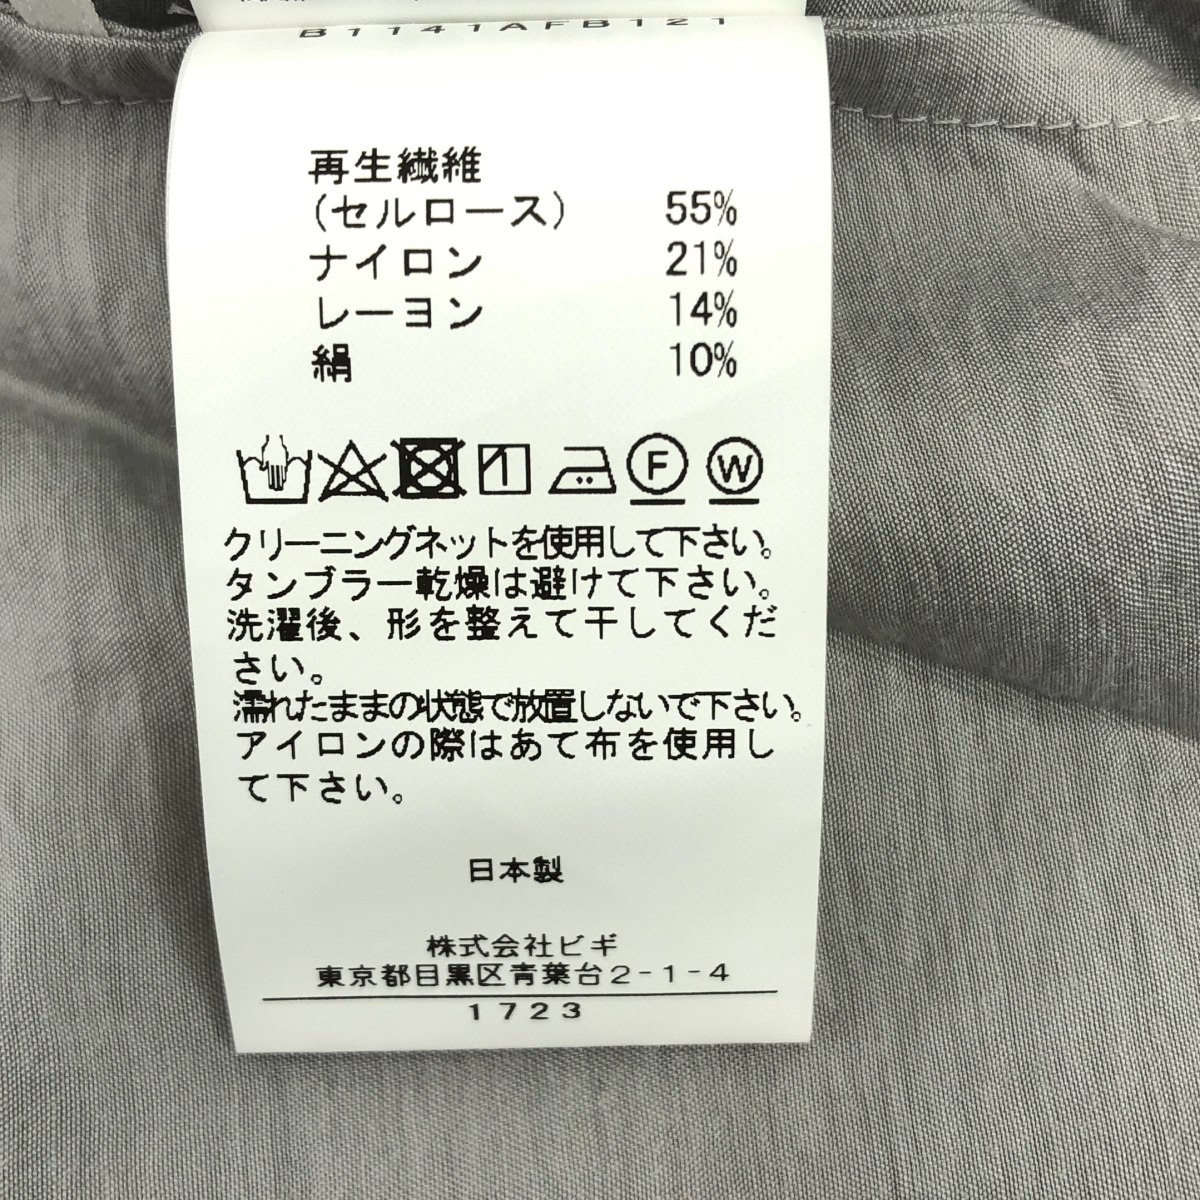 B1141AFB121
再生繊維
(セルロース) 55%
ナイロン 21%
レーヨン 14%
絹 10%
F W
クリーニングネットを使用して下さい。
タンブラー乾燥は避けて下さい。
洗濯後、形を整えて干してくだ
さい。
濡れたままの状態で放置しないで下さい。
アイロンの際はあて布を使用し
て下さい。
日本製
株式会社ビギ
東京都目黒区青葉台2-1-4
1723